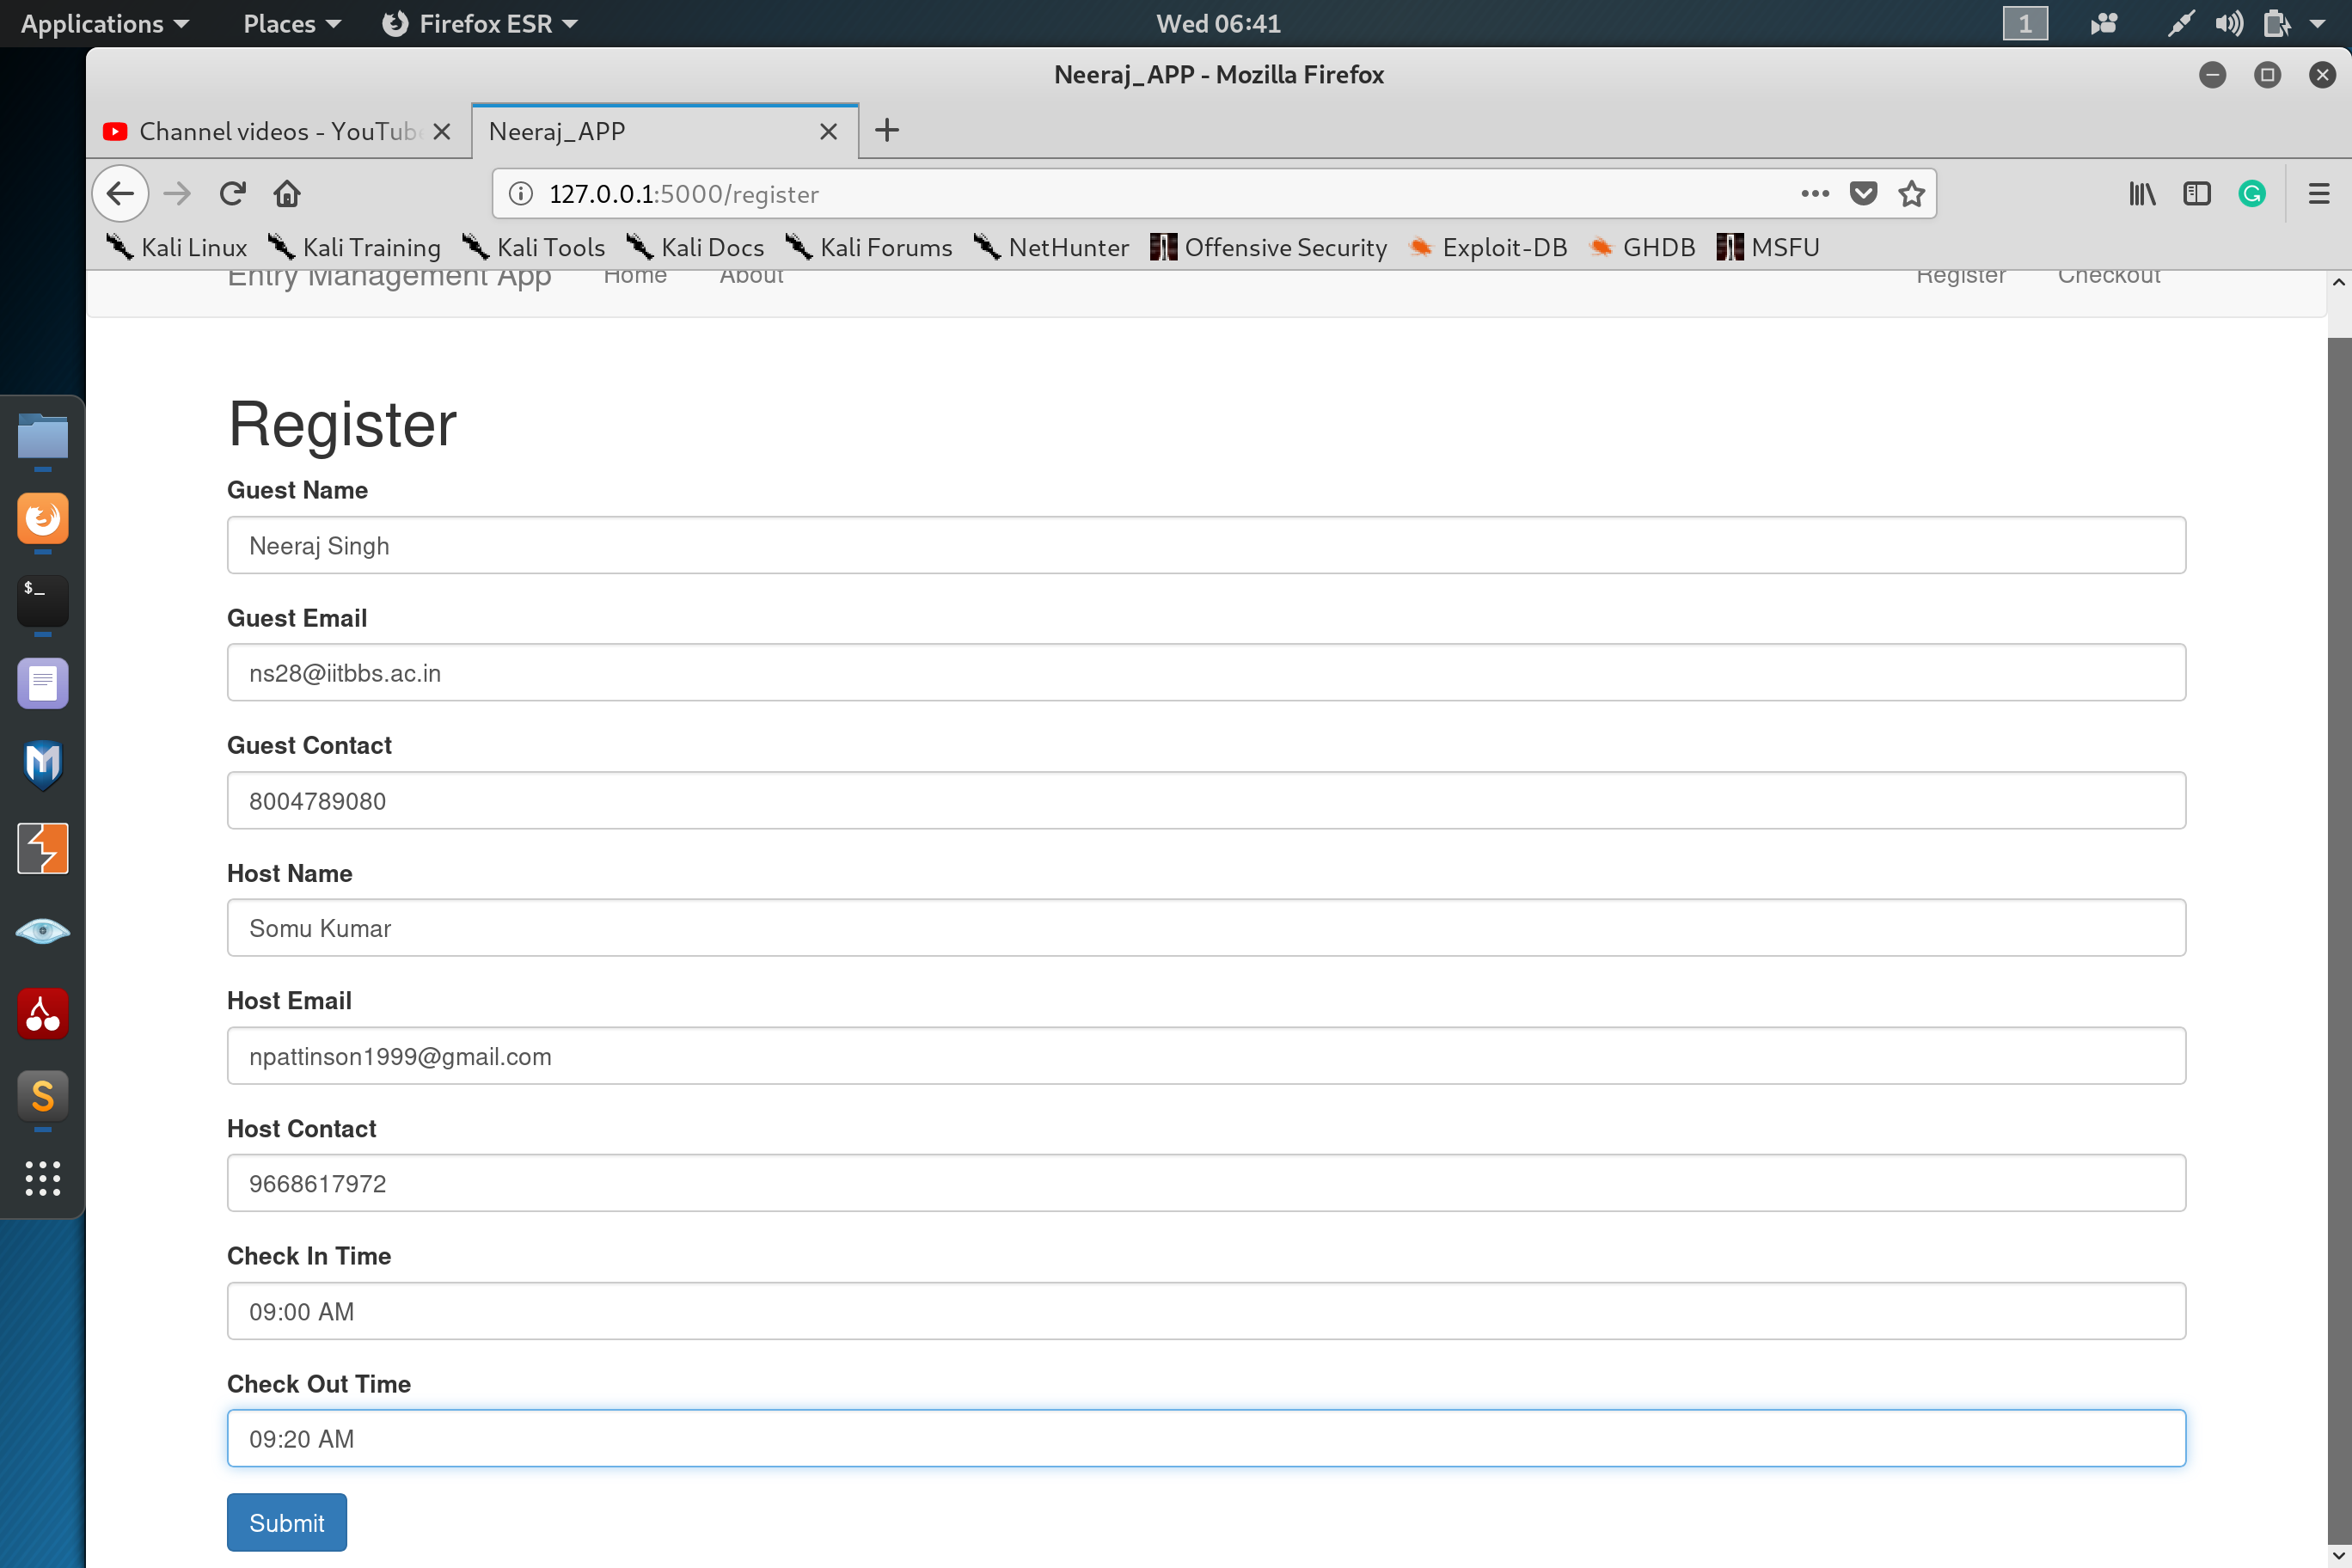 Applications Places Firefox ESR Wed 06:41 1
Neeraj_APP - Mozilla Firefox
Channel videos - YouTube Neeraj_APP
127.0.0.1:5000/register
Kali Linux Kali Training Kali Tools Kali Docs Kali Forums NetHunter Offensive Security Exploit-DB GHDB MSFU
Entry Management App Home About Register Checkout
Register
Guest Name
Neeraj Singh
Guest Email
ns28@iitbbs.ac.in
Guest Contact
8004789080
Host Name
Somu Kumar
Host Email
npattinson1999@gmail.com
Host Contact
9668617972
Check In Time
09:00 AM
Check Out Time
09:20 AM
Submit